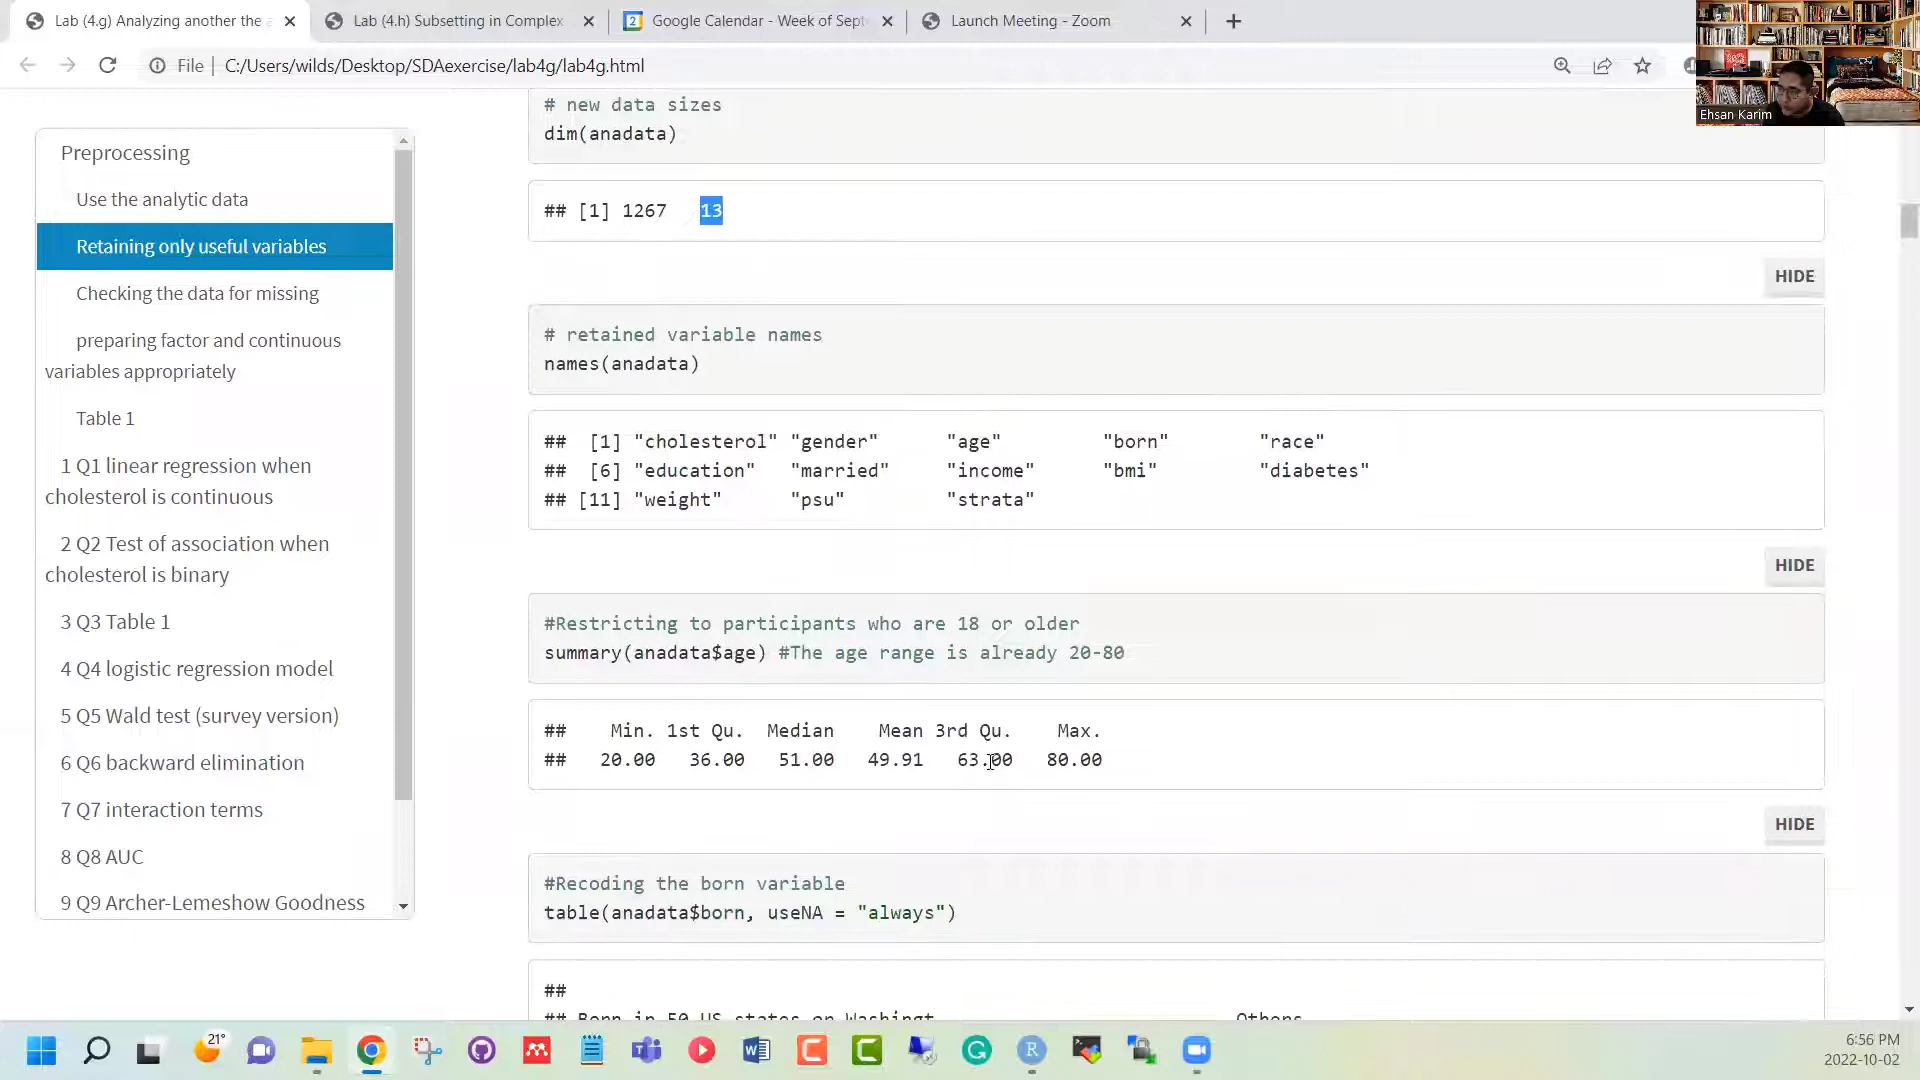 Lab (4.g) Analyzing another the a
Lab (4.h) Subsetting in Complex
Google Calendar - Week of Sept
Launch Meeting - Zoom
File
C:/Users/wilds/Desktop/SDAexercise/lab4g/lab4g.html
Ehsan Karim
Preprocessing
Use the analytic data
Retaining only useful variables
Checking the data for missing
preparing factor and continuous
variables appropriately
Table 1
1 Q1 linear regression when
cholesterol is continuous
2 Q2 Test of association when
cholesterol is binary
3 Q3 Table 1
4 Q4 logistic regression model
5 Q5 Wald test (survey version)
6 Q6 backward elimination
7 Q7 interaction terms
8 Q8 AUC
9 Q9 Archer-Lemeshow Goodness
# new data sizes
dim(anadata)
## [1] 1267   13
HIDE
# retained variable names
names(anadata)
##  [1] "cholesterol" "gender"      "age"         "born"        "race"
##  [6] "education"   "married"     "income"      "bmi"         "diabetes"
## [11] "weight"      "psu"         "strata"
HIDE
#Restricting to participants who are 18 or older
summary(anadata$age) #The age range is already 20-80
##    Min. 1st Qu.  Median    Mean 3rd Qu.    Max.
##   20.00   36.00   51.00   49.91   63.00   80.00
HIDE
#Recoding the born variable
table(anadata$born, useNA = "always")
##
## Born in 50 US states or Washingt                           Others
21°
6:56 PM
2022-10-02